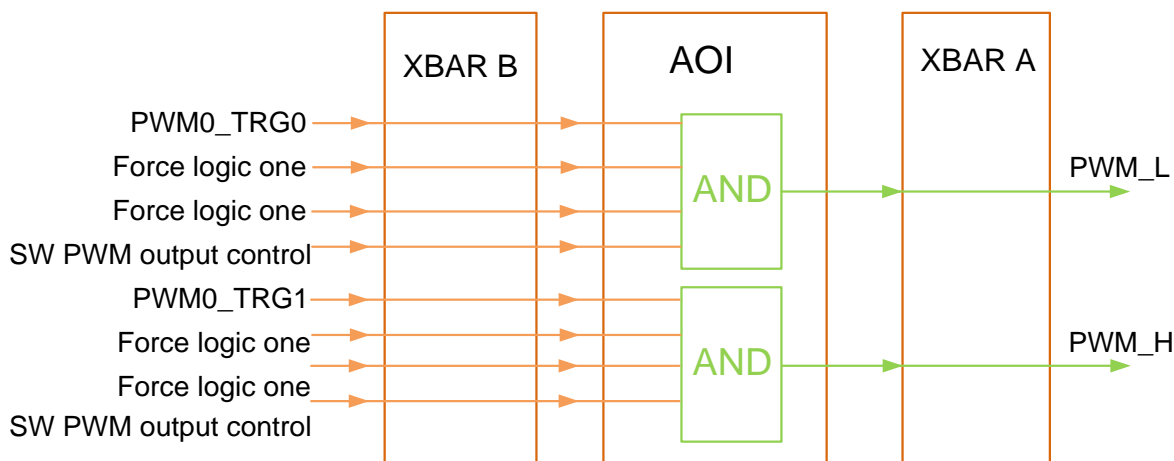 XBAR B
AOI
XBAR A
PWM0_TRG0
Force logic one
Force logic one
SW PWM output control
AND
PWM_L
PWM0_TRG1
Force logic one
Force logic one
SW PWM output control
AND
PWM_H